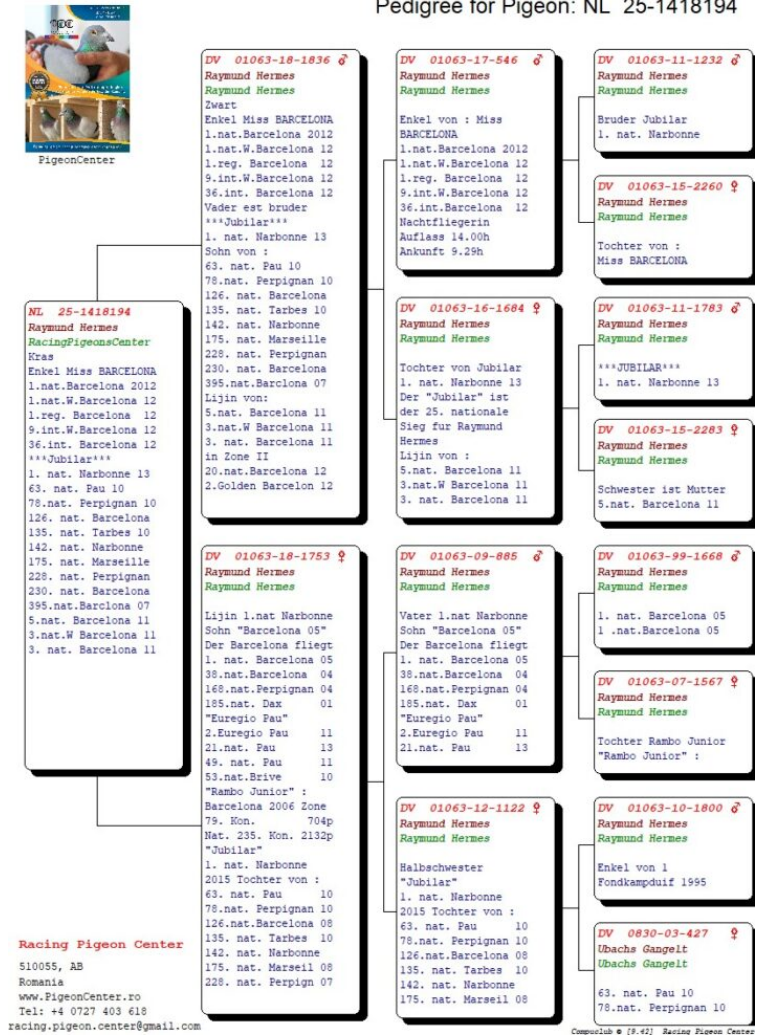 Pedigree for Pigeon: NL 25-1418194
PigeonCenter
NL 25-1418194
Raymund Hermes
RacingPigeonsCenter
Kras
Enkel Miss BARCELONA
1.nat.Barcelona 2012
1.nat.W.Barcelona 12
1.reg. Barcelona 12
9.int.W.Barcelona 12
36.int. Barcelona 12
***Jubilar***
1. nat. Narbonne 13
63. nat. Pau 10
78.nat. Perpignan 10
126. nat. Barcelona
135. nat. Tarbes 10
142. nat. Narbonne
175. nat. Marseille
228. nat. Perpignan
230. nat. Barcelona
395.nat.Barclona 07
5.nat. Barcelona 11
3.nat.W Barcelona 11
3. nat. Barcelona 11
DV 01063-18-1836 ♂
Raymund Hermes
Raymund Hermes
Zwart
Enkel Miss BARCELONA
1.nat.Barcelona 2012
1.nat.W.Barcelona 12
1.reg. Barcelona 12
9.int.W.Barcelona 12
36.int. Barcelona 12
Vader est bruder
***Jubilar***
1. nat. Narbonne 13
Sohn von :
63. nat. Pau 10
78.nat. Perpignan 10
126. nat. Barcelona
135. nat. Tarbes 10
142. nat. Narbonne
175. nat. Marseille
228. nat. Perpignan
230. nat. Barcelona
395.nat.Barclona 07
Lijin von:
5.nat. Barcelona 11
3.nat.W Barcelona 11
3. nat. Barcelona 11
in Zone II
20.nat.Barcelona 12
2.Golden Barcelon 12
DV 01063-18-1753 ♀
Raymund Hermes
Raymund Hermes
Lijin 1.nat Narbonne
Sohn "Barcelona 05"
Der Barcelona fliegt
1. nat. Barcelona 05
38.nat.Barcelona 04
168.nat.Perpignan 04
185.nat. Dax 01
"Euregio Pau"
2.Euregio Pau 11
21.nat. Pau 13
49. nat. Pau 11
53.nat.Brive 10
"Rambo Junior" :
Barcelona 2006 Zone
79. Kon. 704p
Nat. 235. Kon. 2132p
"Jubilar"
1. nat. Narbonne
2015 Tochter von :
63. nat. Pau 10
78.nat. Perpignan 10
126.nat.Barcelona 08
135. nat. Tarbes 10
142. nat. Narbonne
175. nat. Marseil 08
228. nat. Perpign 07
DV 01063-17-546 ♂
Raymund Hermes
Raymund Hermes
Enkel von : Miss
BARCELONA
1.nat.Barcelona 2012
1.nat.W.Barcelona 12
1.reg. Barcelona 12
9.int.W.Barcelona 12
36.int.Barcelona 12
Nachtfliegerin
Auflass 14.00h
Ankunft 9.29h
DV 01063-16-1684 ♀
Raymund Hermes
Raymund Hermes
Tochter von Jubilar
1. nat. Narbonne 13
Der "Jubilar" ist
der 25. nationale
Sieg fur Raymund
Hermes
Lijin von :
5.nat. Barcelona 11
3.nat.W Barcelona 11
3. nat. Barcelona 11
DV 01063-09-885 ♂
Raymund Hermes
Raymund Hermes
Vater 1.nat Narbonne
Sohn "Barcelona 05"
Der Barcelona fliegt
1. nat. Barcelona 05
38.nat.Barcelona 04
168.nat.Perpignan 04
185.nat. Dax 01
"Euregio Pau"
2.Euregio Pau 11
21.nat. Pau 13
DV 01063-12-1122 ♀
Raymund Hermes
Raymund Hermes
Halbschwester
"Jubilar"
1. nat. Narbonne
2015 Tochter von :
63. nat. Pau 10
78.nat. Perpignan 10
126.nat.Barcelona 08
135. nat. Tarbes 10
142. nat. Narbonne
175. nat. Marseil 08
DV 01063-11-1232 ♂
Raymund Hermes
Raymund Hermes
Bruder Jubilar
1. nat. Narbonne
DV 01063-15-2260 ♀
Raymund Hermes
Raymund Hermes
Tochter von :
Miss BARCELONA
DV 01063-11-1783 ♂
Raymund Hermes
Raymund Hermes
***JUBILAR***
1. nat. Narbonne 13
DV 01063-15-2283 ♀
Raymund Hermes
Raymund Hermes
Schwester ist Mutter
5.nat. Barcelona 11
DV 01063-99-1668 ♂
Raymund Hermes
Raymund Hermes
1. nat. Barcelona 05
1 .nat.Barcelona 05
DV 01063-07-1567 ♀
Raymund Hermes
Raymund Hermes
Tochter Rambo Junior
"Rambo Junior" :
DV 01063-10-1800 ♂
Raymund Hermes
Raymund Hermes
Enkel von 1
Fondkampduif 1995
DV 0830-03-427 ♀
Ubachs Gangelt
Ubachs Gangelt
63. nat. Pau 10
78.nat. Perpignan 10
Racing Pigeon Center
510055, AB
Romania
www.PigeonCenter.ro
Tel: +4 0727 403 618
racing.pigeon.center@gmail.com
Compuclub © [9.42] Racing Pigeon Center